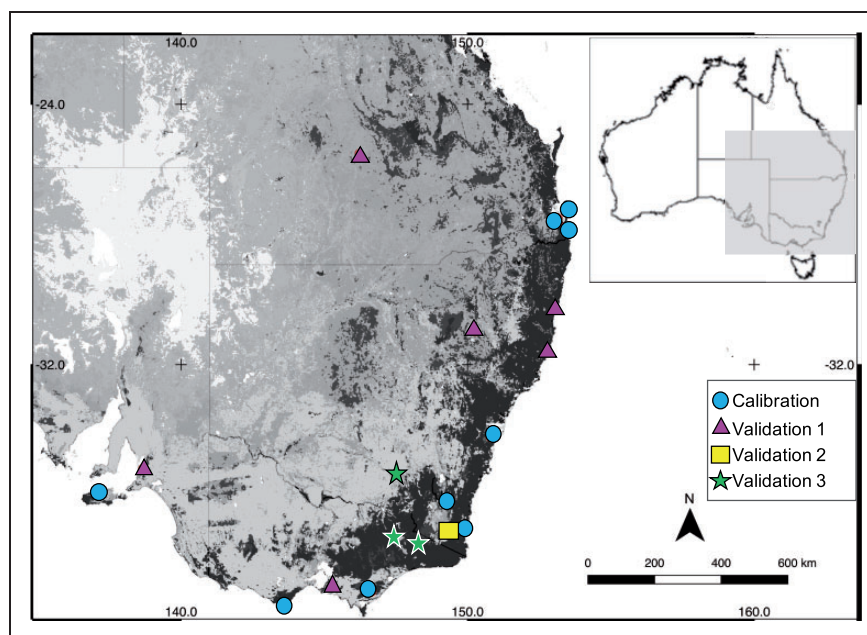 140.0
150.0
-24.0
-32.0
-32.0
Calibration
Validation 1
Validation 2
Validation 3
N
0 200 400 600 km
140.0
150.0
160.0